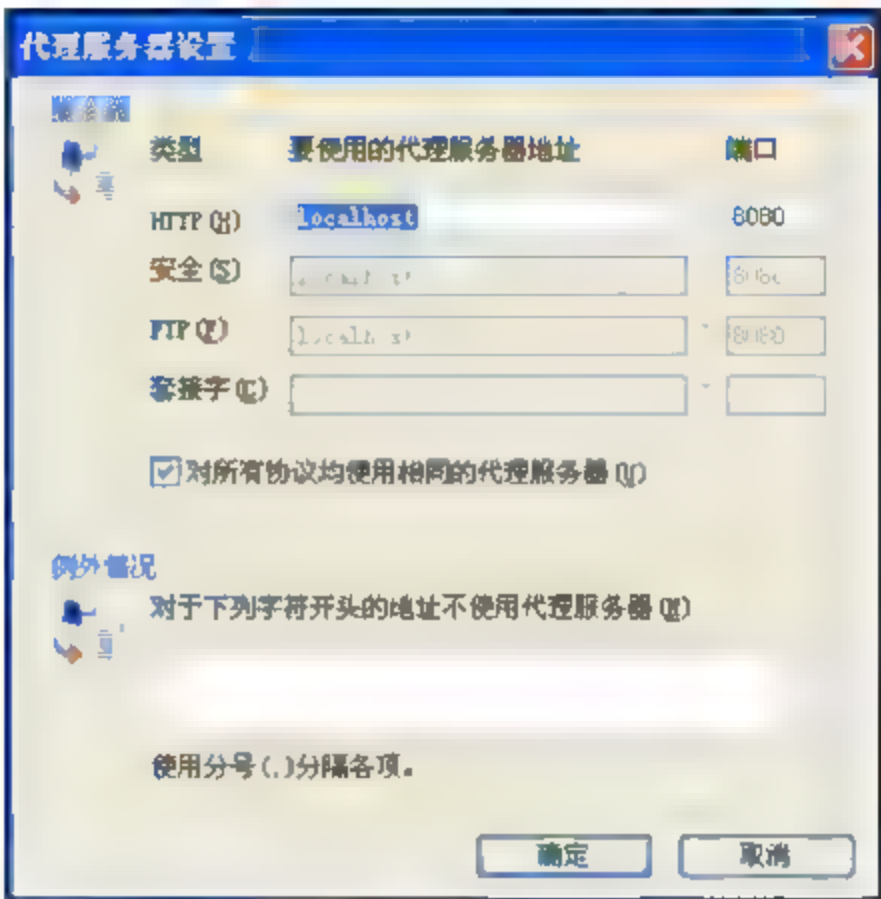 代理服务器设置
类型 要使用的代理服务器地址 端口
HTTP(H) localhost 8080
安全(S)
FTP(F) localhost 8080
套接字(C)
对所有协议均使用相同的代理服务器(U)
例外情况
对于下列字符开头的地址不使用代理服务器(N)
使用分号(;)分隔各项。
确定 取消